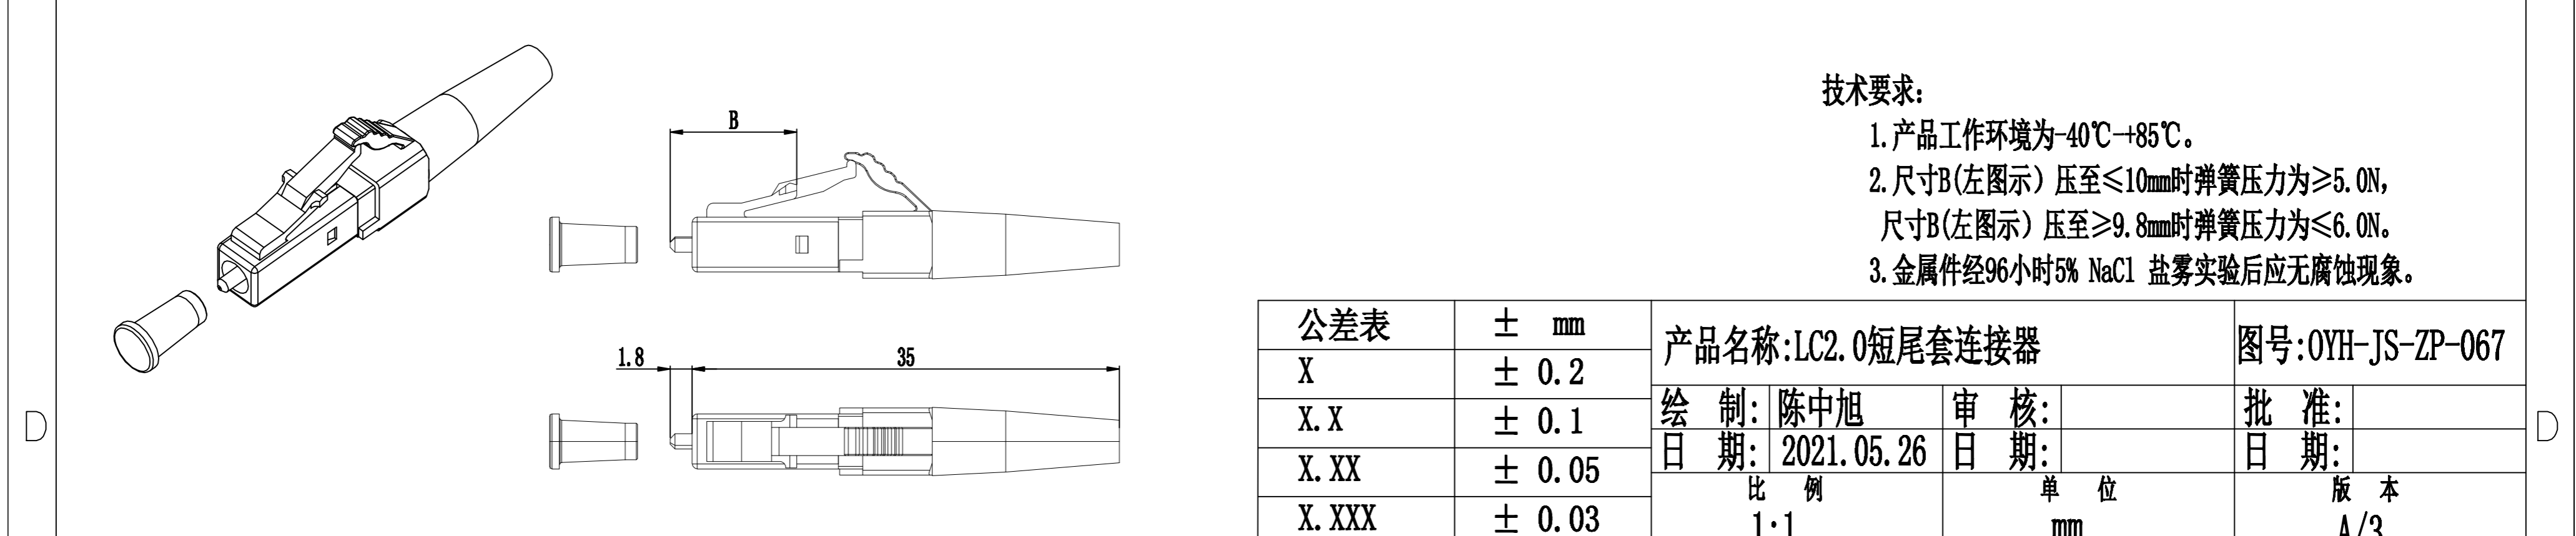 技术要求:
1.产品工作环境为-40℃-+85℃。
2.尺寸B(左图示）压至≤10mm时弹簧压力为≥5.0N,
尺寸B(左图示）压至≥9.8mm时弹簧压力为≤6.0N。
3.金属件经96小时5% NaCl 盐雾实验后应无腐蚀现象。
B
1.8 35
D D
公差表 ± mm
X ± 0.2
X.X ± 0.1
X.XX ± 0.05
X.XXX ± 0.03
产品名称:LC2.0短尾套连接器 图号:OYH-JS-ZP-067
绘 制: 陈中旭 审 核: 批 准:
日 期: 2021.05.26 日 期: 日 期:
比 例 单 位 版 本
1:1 mm A/3